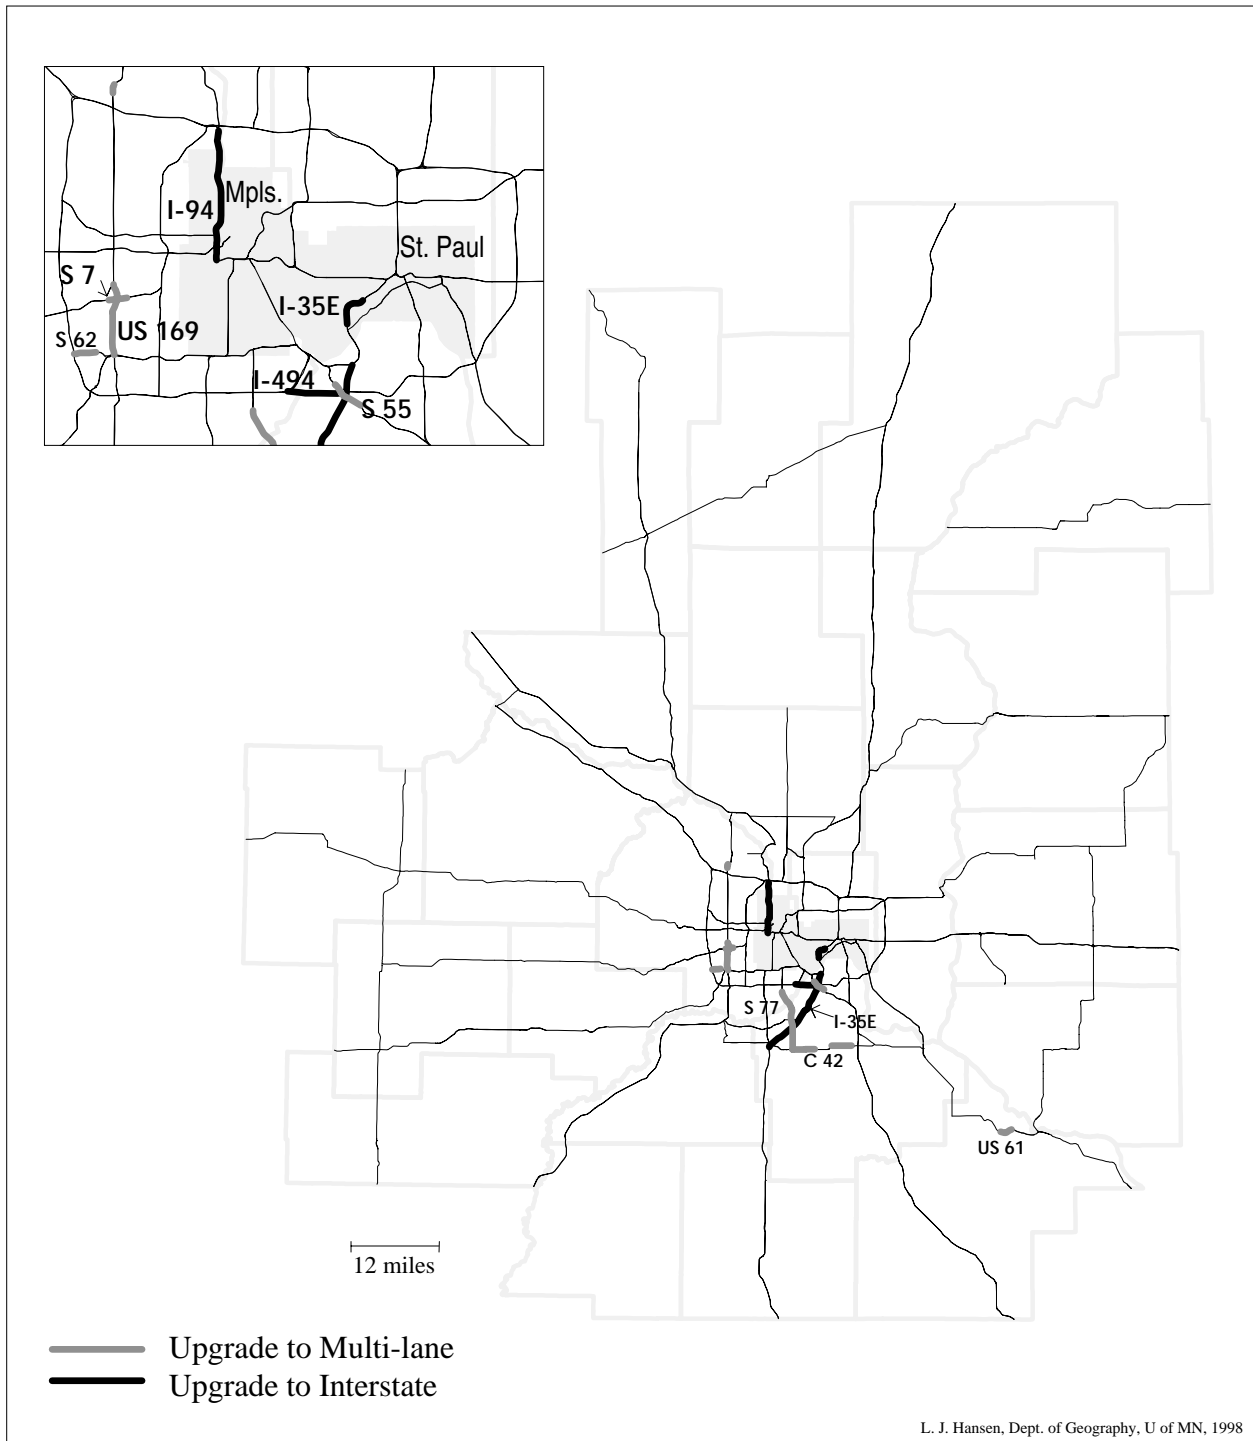 Mpls.
I-94
St. Paul
S 7
I-35E
US 169
S 62
I-494
S 55
S 77
I-35E
C 42
US 61
12 miles
Upgrade to Multi-lane
Upgrade to Interstate
L. J. Hansen, Dept. of Geography, U of MN, 1998